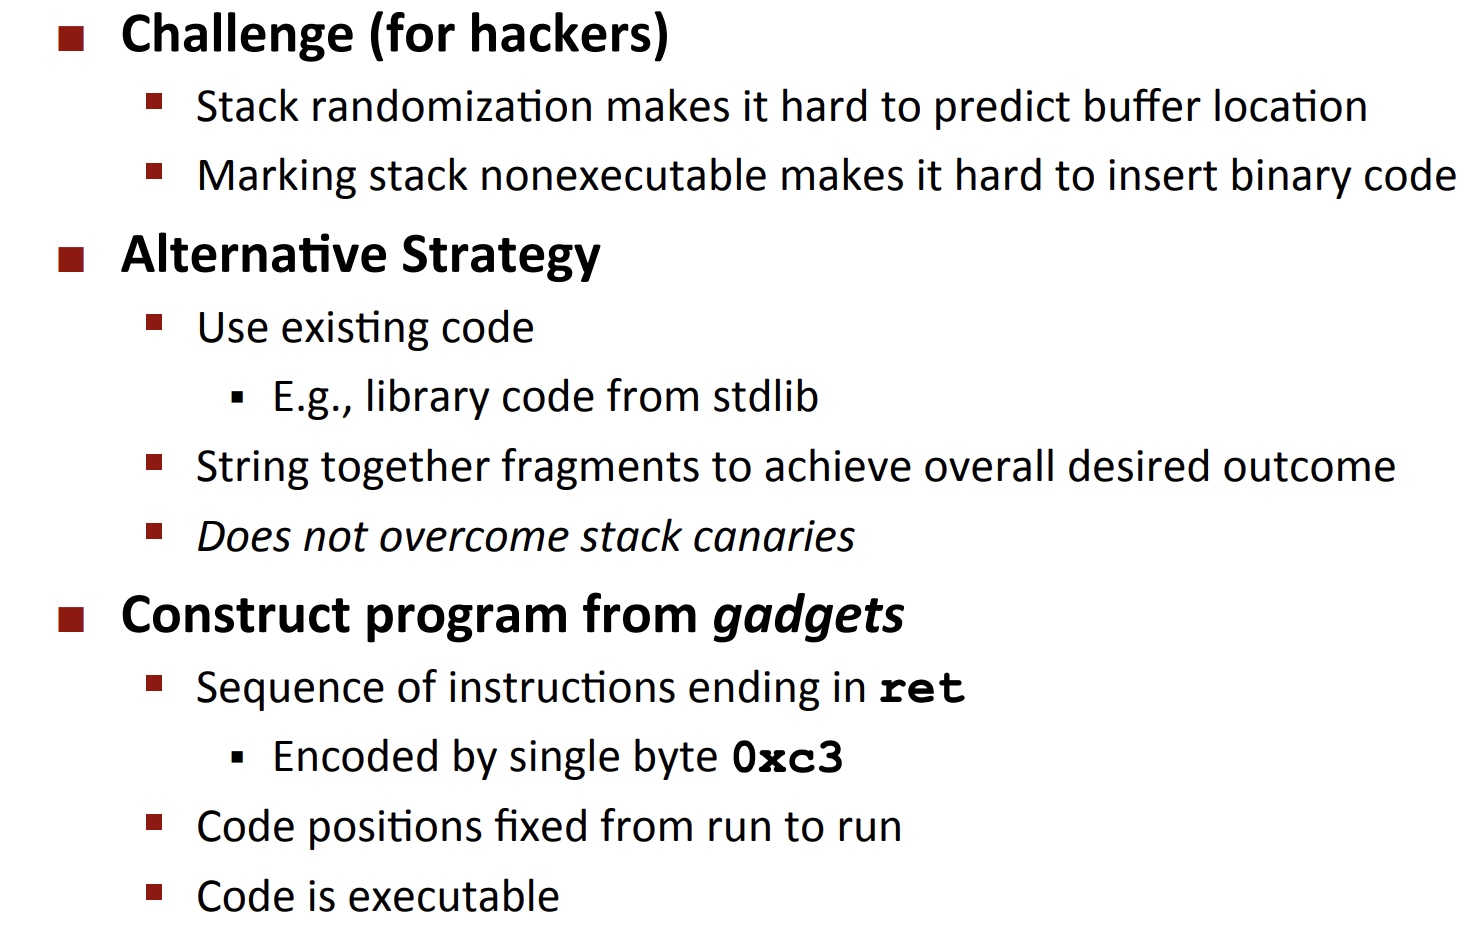 Challenge (for hackers)
Stack randomization makes it hard to predict buffer location
Marking stack nonexecutable makes it hard to insert binary code
Alternative Strategy
Use existing code
E.g., library code from stdlib
String together fragments to achieve overall desired outcome
Does not overcome stack canaries
Construct program from gadgets
Sequence of instructions ending in ret
Encoded by single byte 0xc3
Code positions fixed from run to run
Code is executable